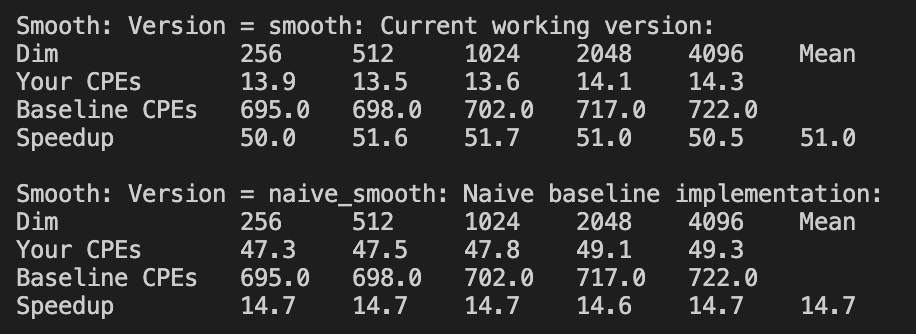 Smooth: Version = smooth: Current working version:
Dim 256 512 1024 2048 4096 Mean
Your CPEs 13.9 13.5 13.6 14.1 14.3
Baseline CPEs 695.0 698.0 702.0 717.0 722.0
Speedup 50.0 51.6 51.7 51.0 50.5 51.0
Smooth: Version = naive_smooth: Naive baseline implementation:
Dim 256 512 1024 2048 4096 Mean
Your CPEs 47.3 47.5 47.8 49.1 49.3
Baseline CPEs 695.0 698.0 702.0 717.0 722.0
Speedup 14.7 14.7 14.7 14.6 14.7 14.7